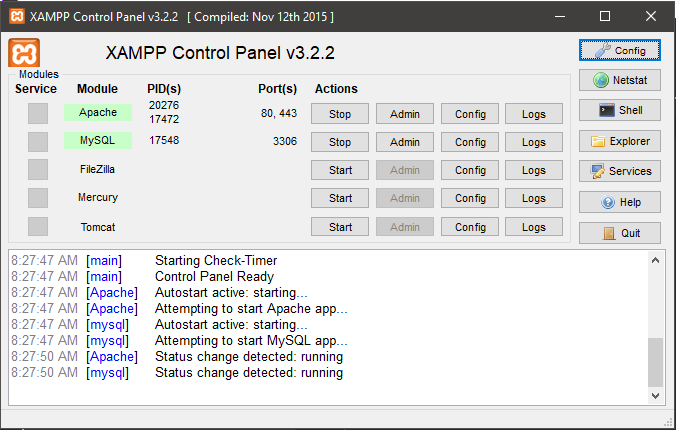 XAMPP Control Panel v3.2.2 [ Compiled: Nov 12th 2015 ]
XAMPP Control Panel v3.2.2
Config
Modules
Service Module PID(s) Port(s) Actions
Netstat
Apache 20276 17472 80, 443 Stop Admin Config Logs
Shell
MySQL 17548 3306 Stop Admin Config Logs
Explorer
FileZilla Start Admin Config Logs
Services
Mercury Start Admin Config Logs
Help
Tomcat Start Admin Config Logs
Quit
8:27:47 AM [main] Starting Check-Timer
8:27:47 AM [main] Control Panel Ready
8:27:47 AM [Apache] Autostart active: starting...
8:27:47 AM [Apache] Attempting to start Apache app...
8:27:47 AM [mysql] Autostart active: starting...
8:27:47 AM [mysql] Attempting to start MySQL app...
8:27:50 AM [Apache] Status change detected: running
8:27:50 AM [mysql] Status change detected: running